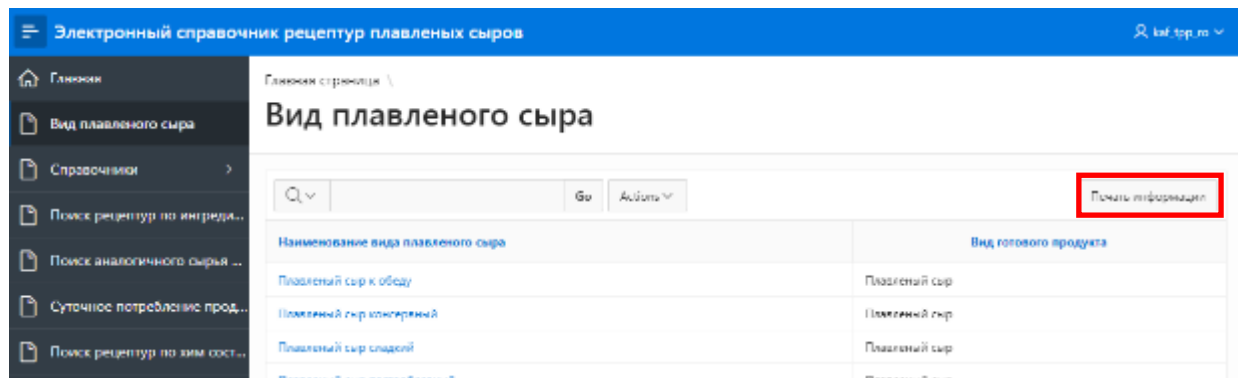 Электронный справочник рецептур плавленых сыров
kaf_tpp_ro
Главная
Вид плавленого сыра
Справочники
Поиск рецептур по ингреди...
Поиск аналогичного сырья ...
Суточное потребление прод...
Поиск рецептур по хим сост...
Главная страница \
Вид плавленого сыра
Go Actions
Печать информации
Наименование вида плавленого сыра Вид готового продукта
Плавленый сыр к обеду Плавленый сыр
Плавленый сыр консервный Плавленый сыр
Плавленый сыр сладкий Плавленый сыр